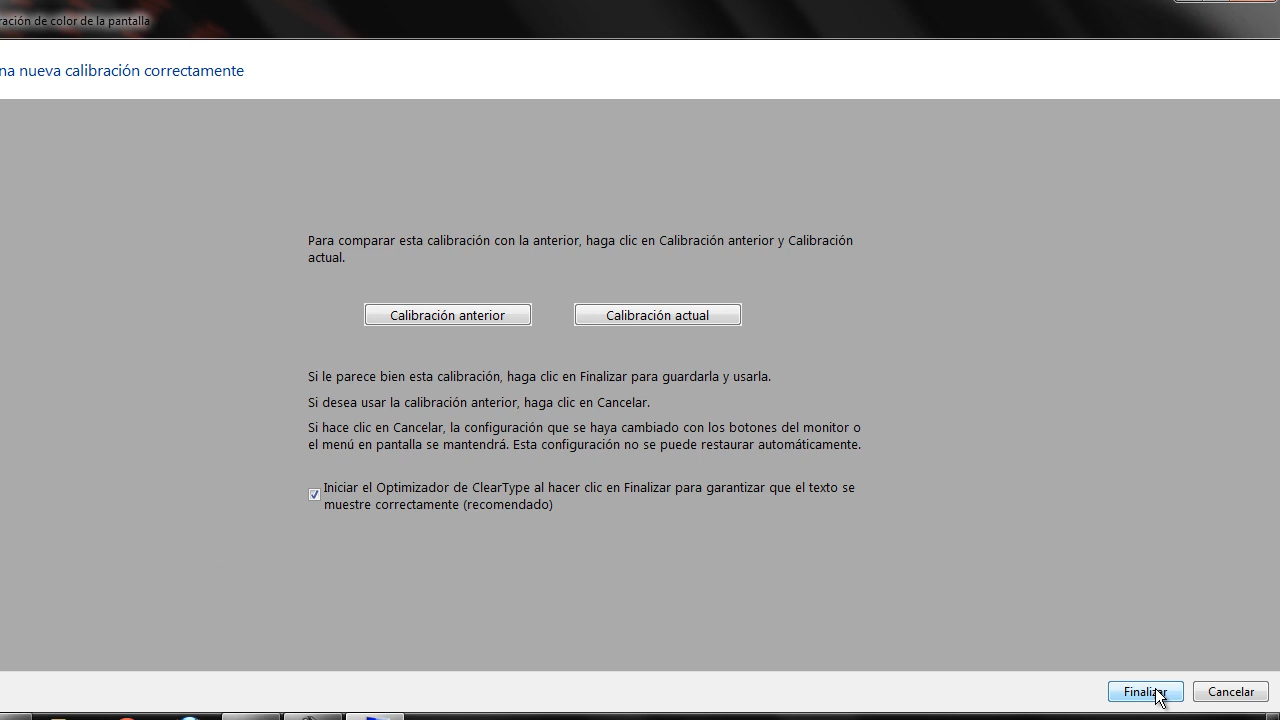 ración de color de la pantalla
na nueva calibración correctamente
Para comparar esta calibración con la anterior, haga clic en Calibración anterior y Calibración
actual.
Calibración anterior
Calibración actual
Si le parece bien esta calibración, haga clic en Finalizar para guardarla y usarla.
Si desea usar la calibración anterior, haga clic en Cancelar.
Si hace clic en Cancelar, la configuración que se haya cambiado con los botones del monitor o
el menú en pantalla se mantendrá. Esta configuración no se puede restaurar automáticamente.
Iniciar el Optimizador de ClearType al hacer clic en Finalizar para garantizar que el texto se
muestre correctamente (recomendado)
Finalizar
Cancelar